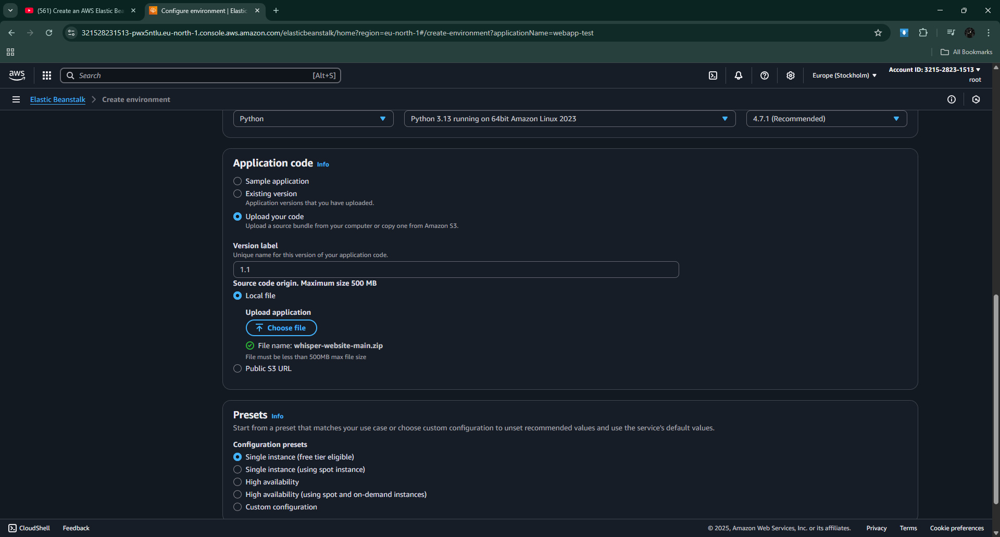 (561) Create an AWS Elastic Bea
Configure environment | Elastic
321528231513-pwx5ntlu.eu-north-1.console.aws.amazon.com/elasticbeanstalk/home?region=eu-north-1#/create-environment?applicationName=webapp-test
All Bookmarks
aws
Search
[Alt+S]
Europe (Stockholm)
Account ID: 3215-2823-1513
root
Elastic Beanstalk
Create environment
Python
Python 3.13 running on 64bit Amazon Linux 2023
4.7.1 (Recommended)
Application code Info
Sample application
Existing version
Application versions that you have uploaded.
Upload your code
Upload a source bundle from your computer or copy one from Amazon S3.
Version label
Unique name for this version of your application code.
1.1
Source code origin. Maximum size 500 MB
Local file
Upload application
Choose file
File name: whisper-website-main.zip
File must be less than 500MB max file size
Public S3 URL
Presets Info
Start from a preset that matches your use case or choose custom configuration to unset recommended values and use the service's default values.
Configuration presets
Single instance (free tier eligible)
Single instance (using spot instance)
High availability
High availability (using spot and on-demand instances)
Custom configuration
CloudShell
Feedback
© 2025, Amazon Web Services, Inc. or its affiliates.
Privacy
Terms
Cookie preferences